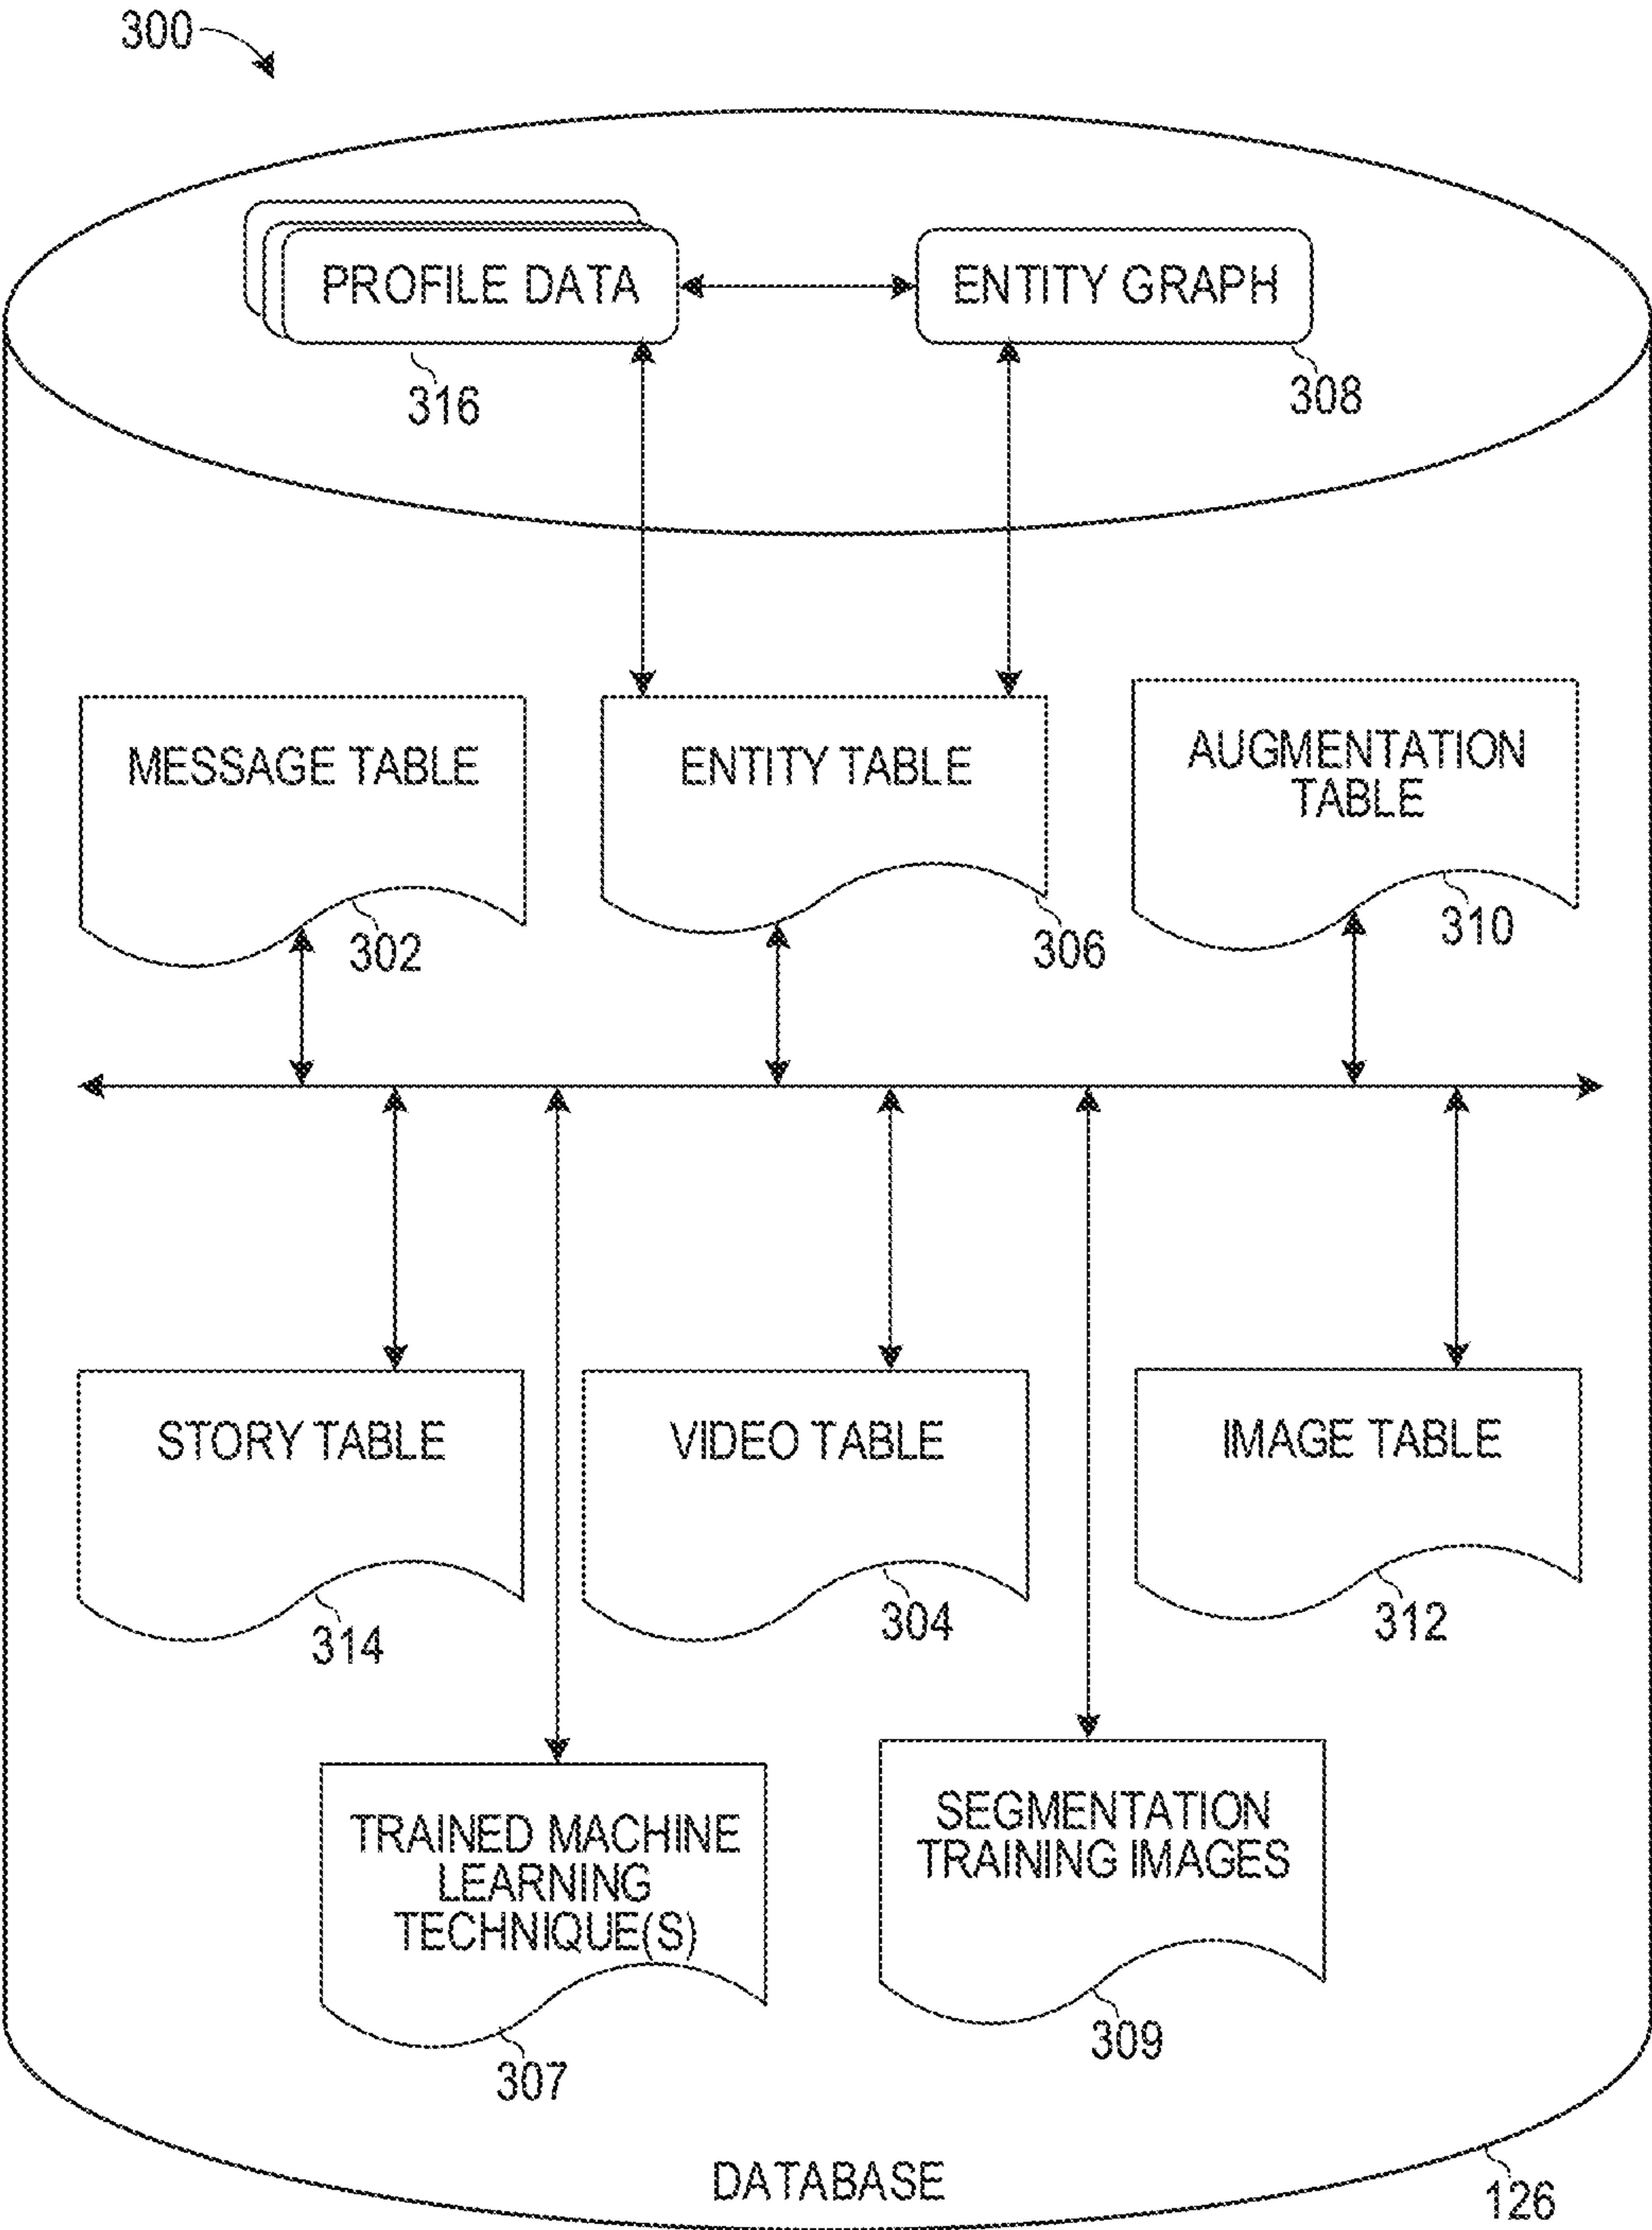 300
PROFILE DATA
ENTITY GRAPH
316
308
MESSAGE TABLE
ENTITY TABLE
AUGMENTATION
TABLE
302
306
310
STORY TABLE
VIDEO TABLE
IMAGE TABLE
314
304
312
TRAINED MACHINE
LEARNING
TECHNIQUE(S)
SEGMENTATION
TRAINING IMAGES
307
309
DATABASE
126